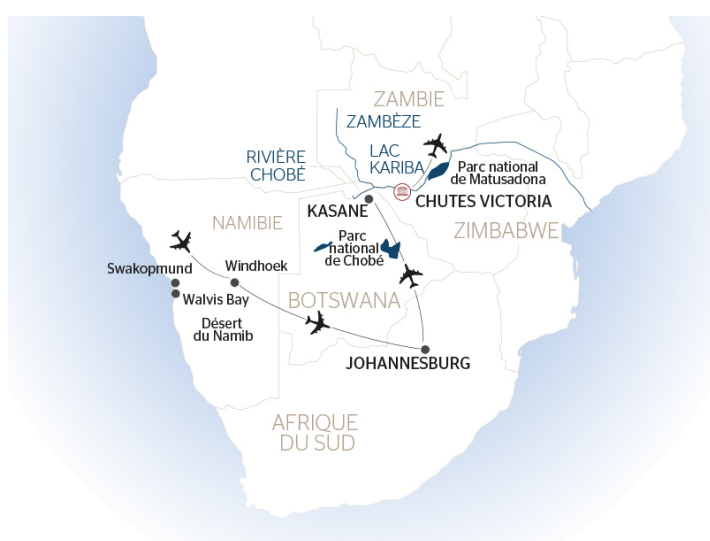 ZAMBIE
ZAMBÈZE
LAC
KARIBA
RIVIÈRE
CHOBÉ
Parc national
de Matusadona
CHUTES VICTORIA
KASANE
NAMIBIE
ZIMBABWE
Parc
national
de Chobé
Swakopmund
Windhoek
Walvis Bay
BOTSWANA
Désert
du Namib
JOHANNESBURG
AFRIQUE
DU SUD